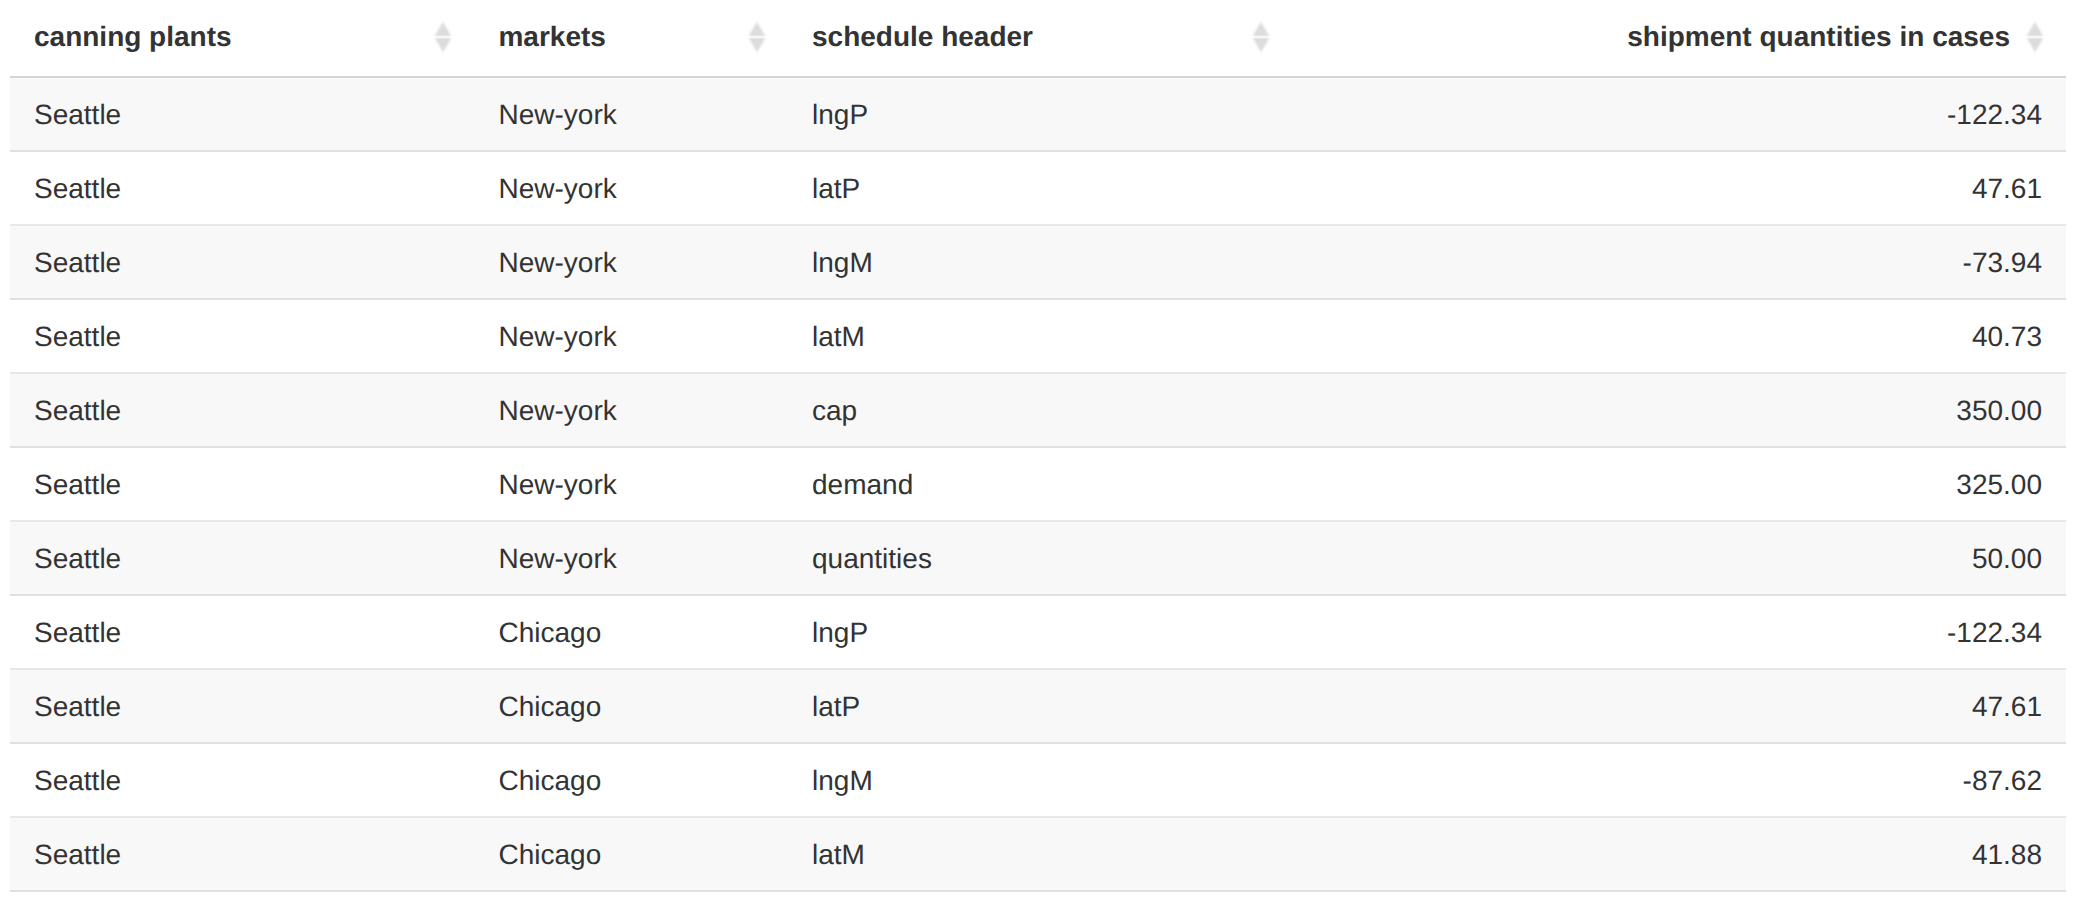 canning plants markets schedule header shipment quantities in cases
Seattle New-york lngP -122.34
Seattle New-york latP 47.61
Seattle New-york lngM -73.94
Seattle New-york latM 40.73
Seattle New-york cap 350.00
Seattle New-york demand 325.00
Seattle New-york quantities 50.00
Seattle Chicago lngP -122.34
Seattle Chicago latP 47.61
Seattle Chicago lngM -87.62
Seattle Chicago latM 41.88